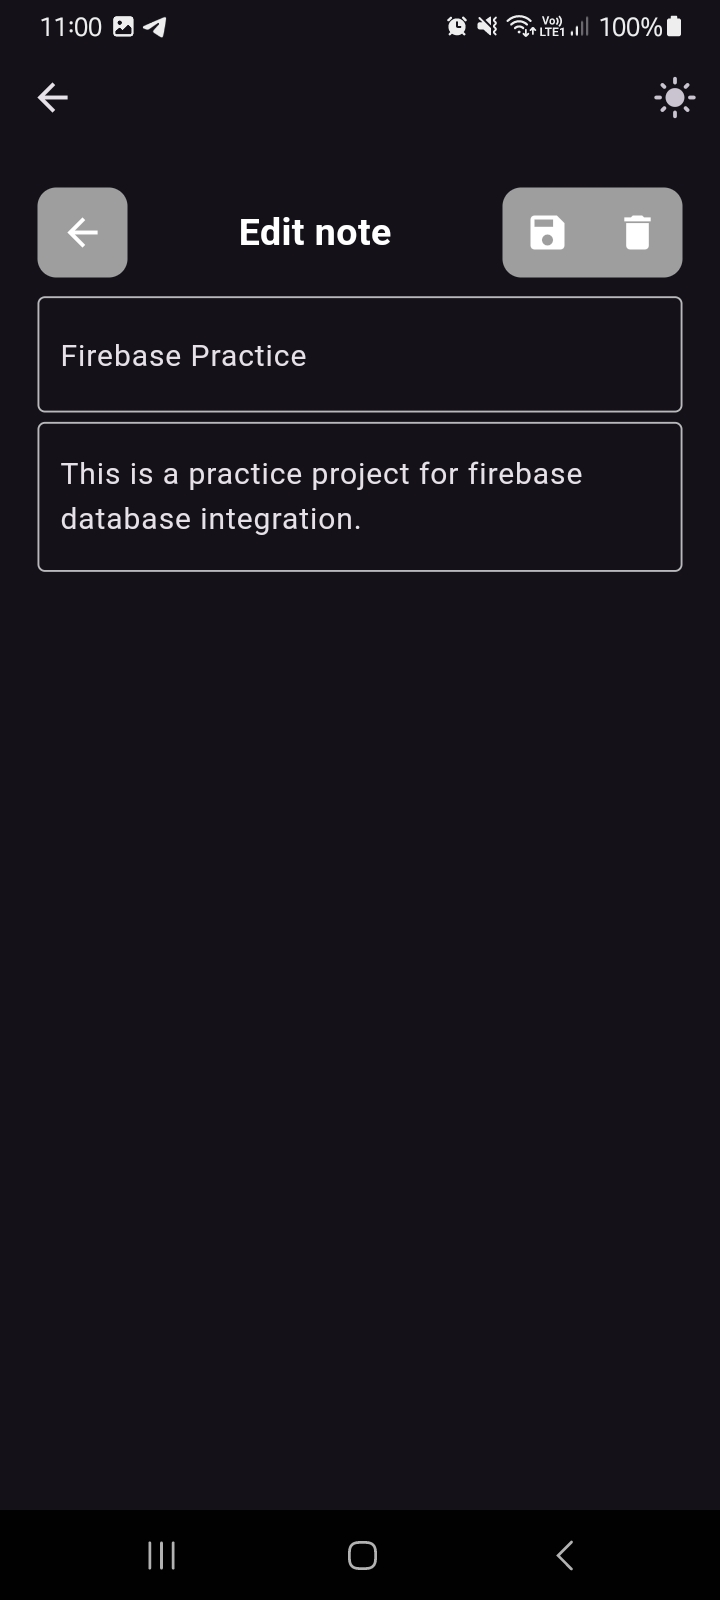 11:00
Vo))
LTE1
100%
Edit note
Firebase Practice
This is a practice project for firebase
database integration.